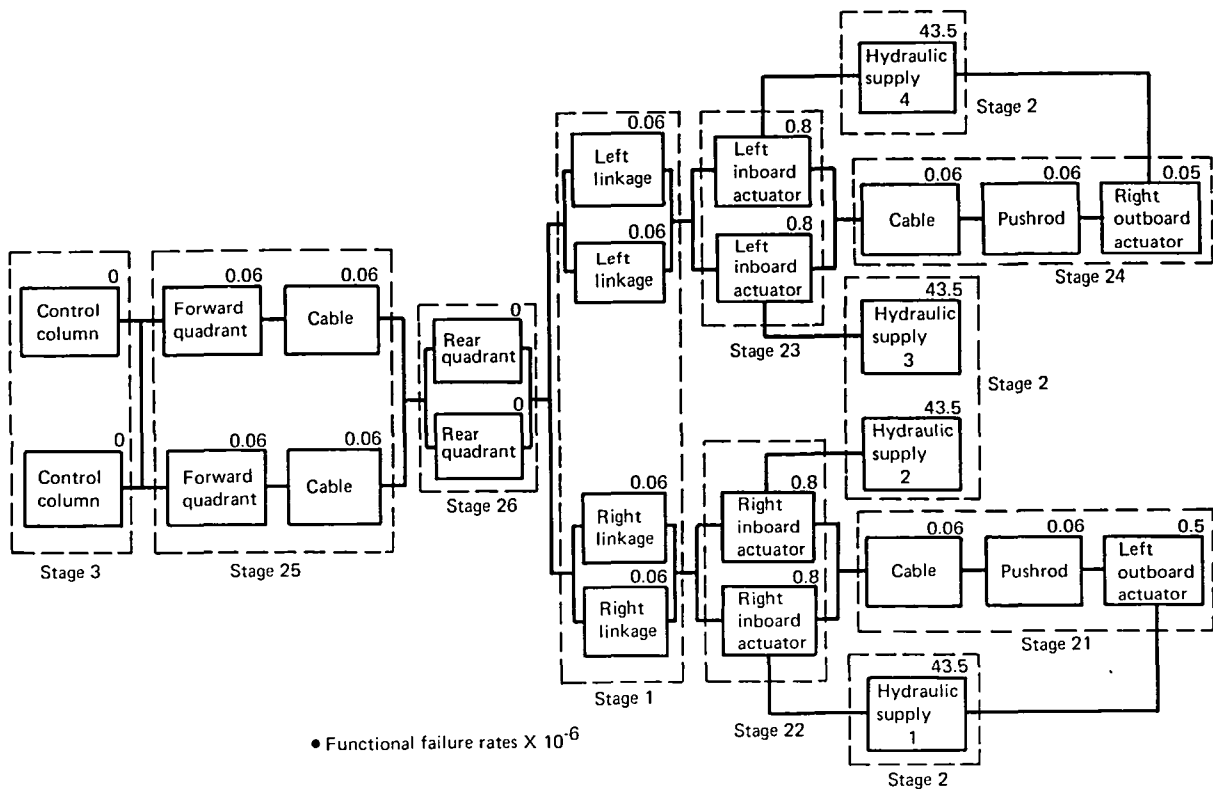 0
Control
column
0
Control
column
Stage 3
0.06
Forward
quadrant
0.06
Cable
0.06
Forward
quadrant
0.06
Cable
Stage 25
0
Rear
quadrant
0
Rear
quadrant
Stage 26
0.06
Left
linkage
0.06
Left
linkage
0.06
Right
linkage
0.06
Right
linkage
Stage 1
0.8
Left
inboard
actuator
0.8
Left
inboard
actuator
Stage 23
0.8
Right
inboard
actuator
0.8
Right
inboard
actuator
Stage 22
43.5
Hydraulic
supply
4
Stage 2
0.06
Cable
0.06
Pushrod
0.05
Right
outboard
actuator
Stage 24
43.5
Hydraulic
supply
3
43.5
Hydraulic
supply
2
Stage 2
0.06
Cable
0.06
Pushrod
0.5
Left
outboard
actuator
Stage 21
43.5
Hydraulic
supply
1
Stage 2
• Functional failure rates X 10⁻⁶